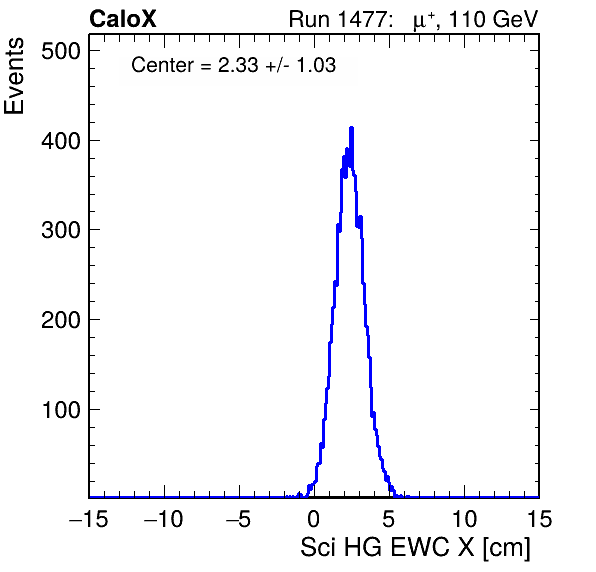 CaloX Run 1477: μ⁺, 110 GeV
Events
Center = 2.33 +/- 1.03
500
400
300
200
100
−15 −10 −5 0 5 10 15
Sci HG EWC X [cm]